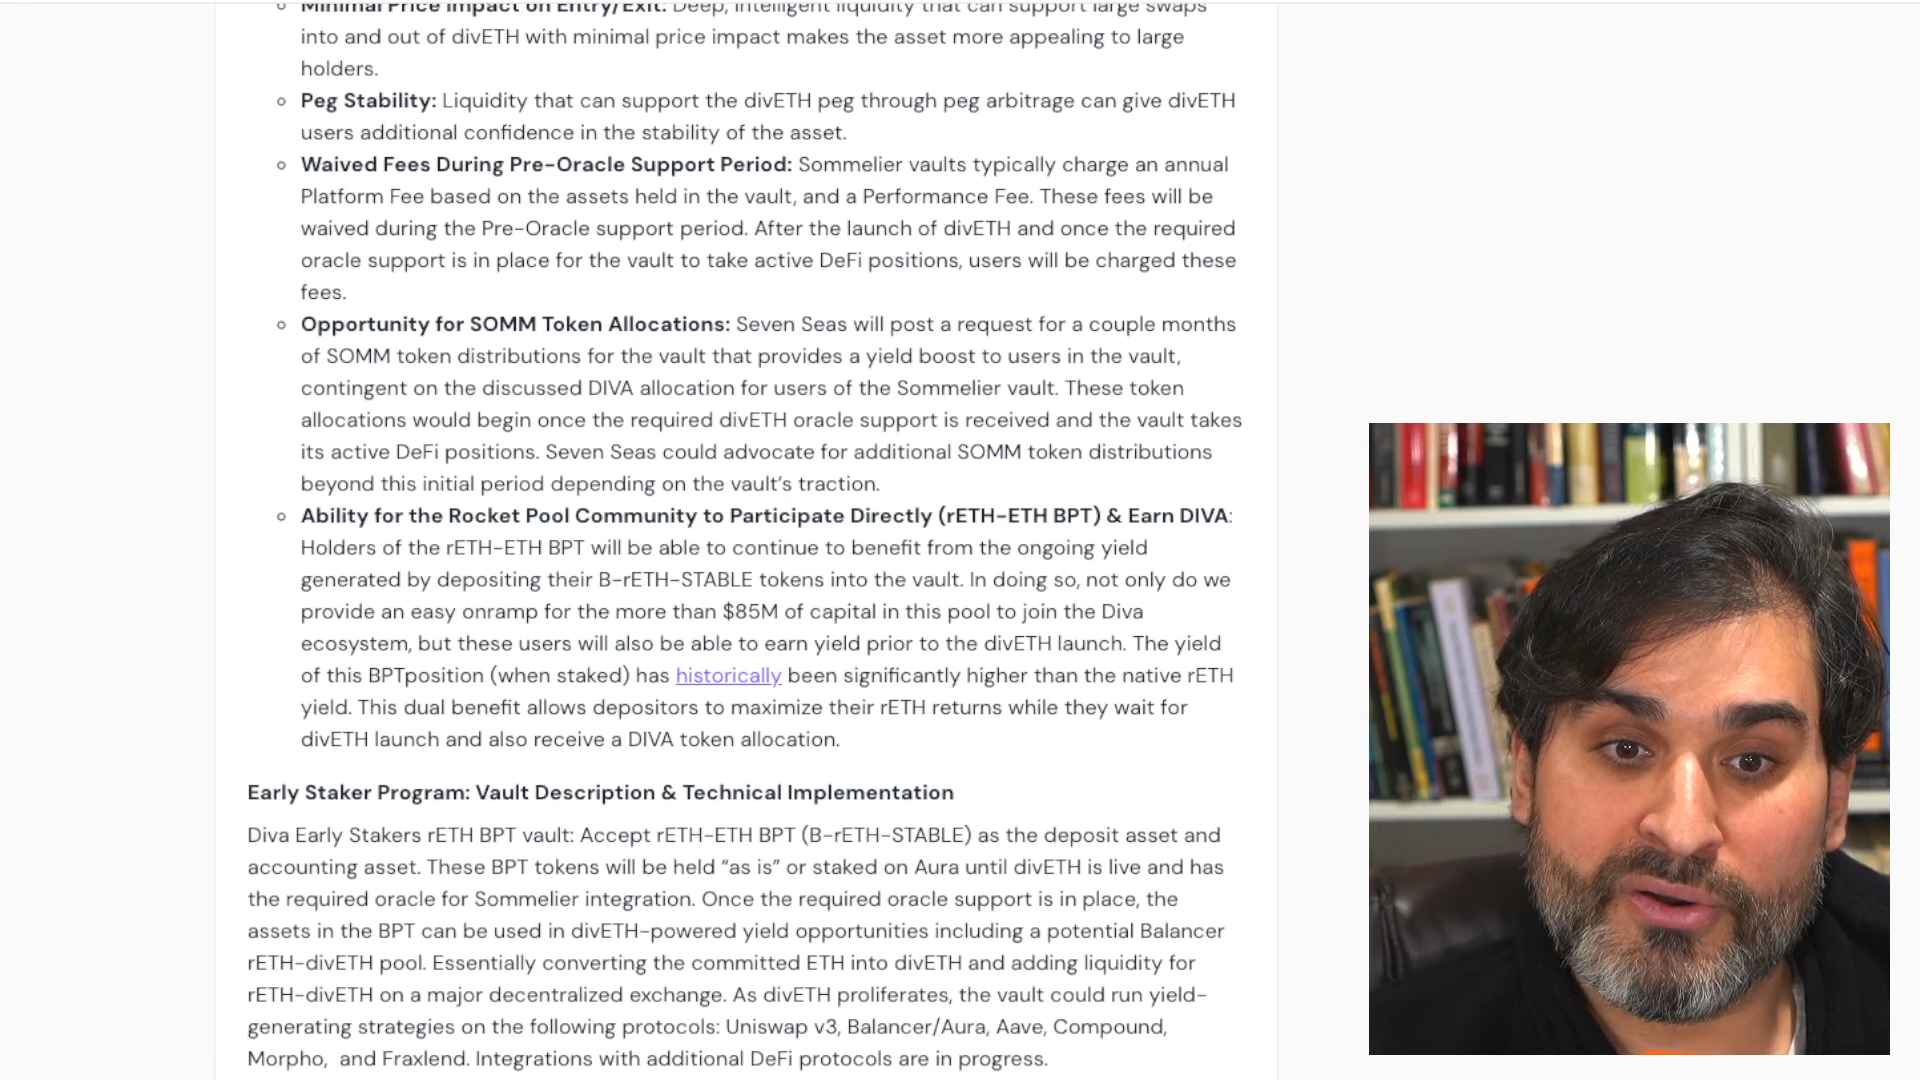 Minimal Price Impact on Entry/Exit: Deep, intelligent liquidity that can support large swaps
into and out of divETH with minimal price impact makes the asset more appealing to large
holders.
Peg Stability: Liquidity that can support the divETH peg through peg arbitrage can give divETH
users additional confidence in the stability of the asset.
Waived Fees During Pre-Oracle Support Period: Sommelier vaults typically charge an annual
Platform Fee based on the assets held in the vault, and a Performance Fee. These fees will be
waived during the Pre-Oracle support period. After the launch of divETH and once the required
oracle support is in place for the vault to take active DeFi positions, users will be charged these
fees.
Opportunity for SOMM Token Allocations: Seven Seas will post a request for a couple months
of SOMM token distributions for the vault that provides a yield boost to users in the vault,
contingent on the discussed DIVA allocation for users of the Sommelier vault. These token
allocations would begin once the required divETH oracle support is received and the vault takes
its active DeFi positions. Seven Seas could advocate for additional SOMM token distributions
beyond this initial period depending on the vault's traction.
Ability for the Rocket Pool Community to Participate Directly (rETH-ETH BPT) & Earn DIVA:
Holders of the rETH-ETH BPT will be able to continue to benefit from the ongoing yield
generated by depositing their B-rETH-STABLE tokens into the vault. In doing so, not only do we
provide an easy onramp for the more than $85M of capital in this pool to join the Diva
ecosystem, but these users will also be able to earn yield prior to the divETH launch. The yield
of this BPTposition (when staked) has historically been significantly higher than the native rETH
yield. This dual benefit allows depositors to maximize their rETH returns while they wait for
divETH launch and also receive a DIVA token allocation.
Early Staker Program: Vault Description & Technical Implementation
Diva Early Stakers rETH BPT vault: Accept rETH-ETH BPT (B-rETH-STABLE) as the deposit asset and
accounting asset. These BPT tokens will be held “as is” or staked on Aura until divETH is live and has
the required oracle for Sommelier integration. Once the required oracle support is in place, the
assets in the BPT can be used in divETH-powered yield opportunities including a potential Balancer
rETH-divETH pool. Essentially converting the committed ETH into divETH and adding liquidity for
rETH-divETH on a major decentralized exchange. As divETH proliferates, the vault could run yield-
generating strategies on the following protocols: Uniswap v3, Balancer/Aura, Aave, Compound,
Morpho, and Fraxlend. Integrations with additional DeFi protocols are in progress.